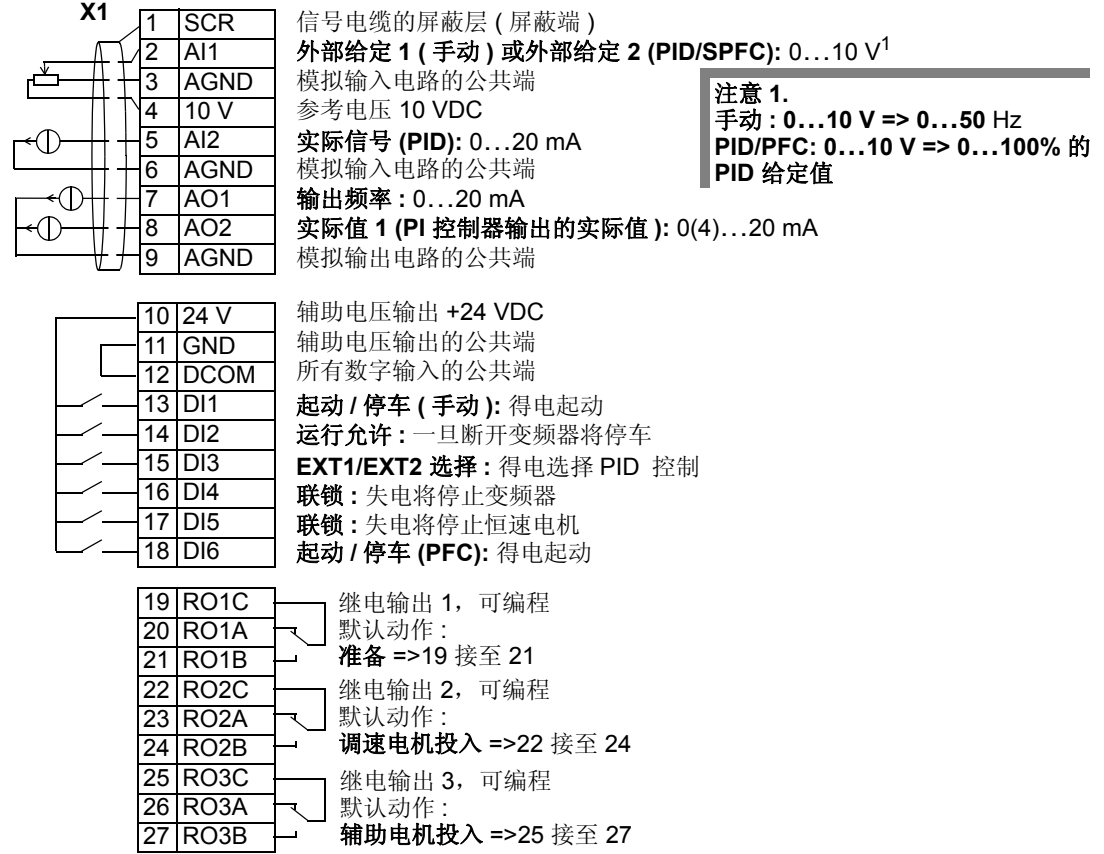 X1
1 SCR 信号电缆的屏蔽层 ( 屏蔽端 )
2 AI1 外部给定 1 ( 手动 ) 或外部给定 2 (PID/SPFC): 0…10 V1
3 AGND 模拟输入电路的公共端
4 10 V 参考电压 10 VDC
5 AI2 实际信号 (PID): 0…20 mA
6 AGND 模拟输入电路的公共端
7 AO1 输出频率 : 0…20 mA
8 AO2 实际值 1 (PI 控制器输出的实际值 ): 0(4)…20 mA
9 AGND 模拟输出电路的公共端
注意 1.
手动 : 0…10 V => 0…50 Hz
PID/PFC: 0…10 V => 0…100% 的
PID 给定值
10 24 V 辅助电压输出 +24 VDC
11 GND 辅助电压输出的公共端
12 DCOM 所有数字输入的公共端
13 DI1 起动 / 停车 ( 手动 ): 得电起动
14 DI2 运行允许 : 一旦断开变频器将停车
15 DI3 EXT1/EXT2 选择 : 得电选择 PID 控制
16 DI4 联锁 : 失电将停止变频器
17 DI5 联锁 : 失电将停止恒速电机
18 DI6 起动 / 停车 (PFC): 得电起动
19 RO1C 继电输出 1，可编程
20 RO1A 默认动作 :
21 RO1B 准备 =>19 接至 21
22 RO2C 继电输出 2，可编程
23 RO2A 默认动作 :
24 RO2B 调速电机投入 =>22 接至 24
25 RO3C 继电输出 3，可编程
26 RO3A 默认动作 :
27 RO3B 辅助电机投入 =>25 接至 27